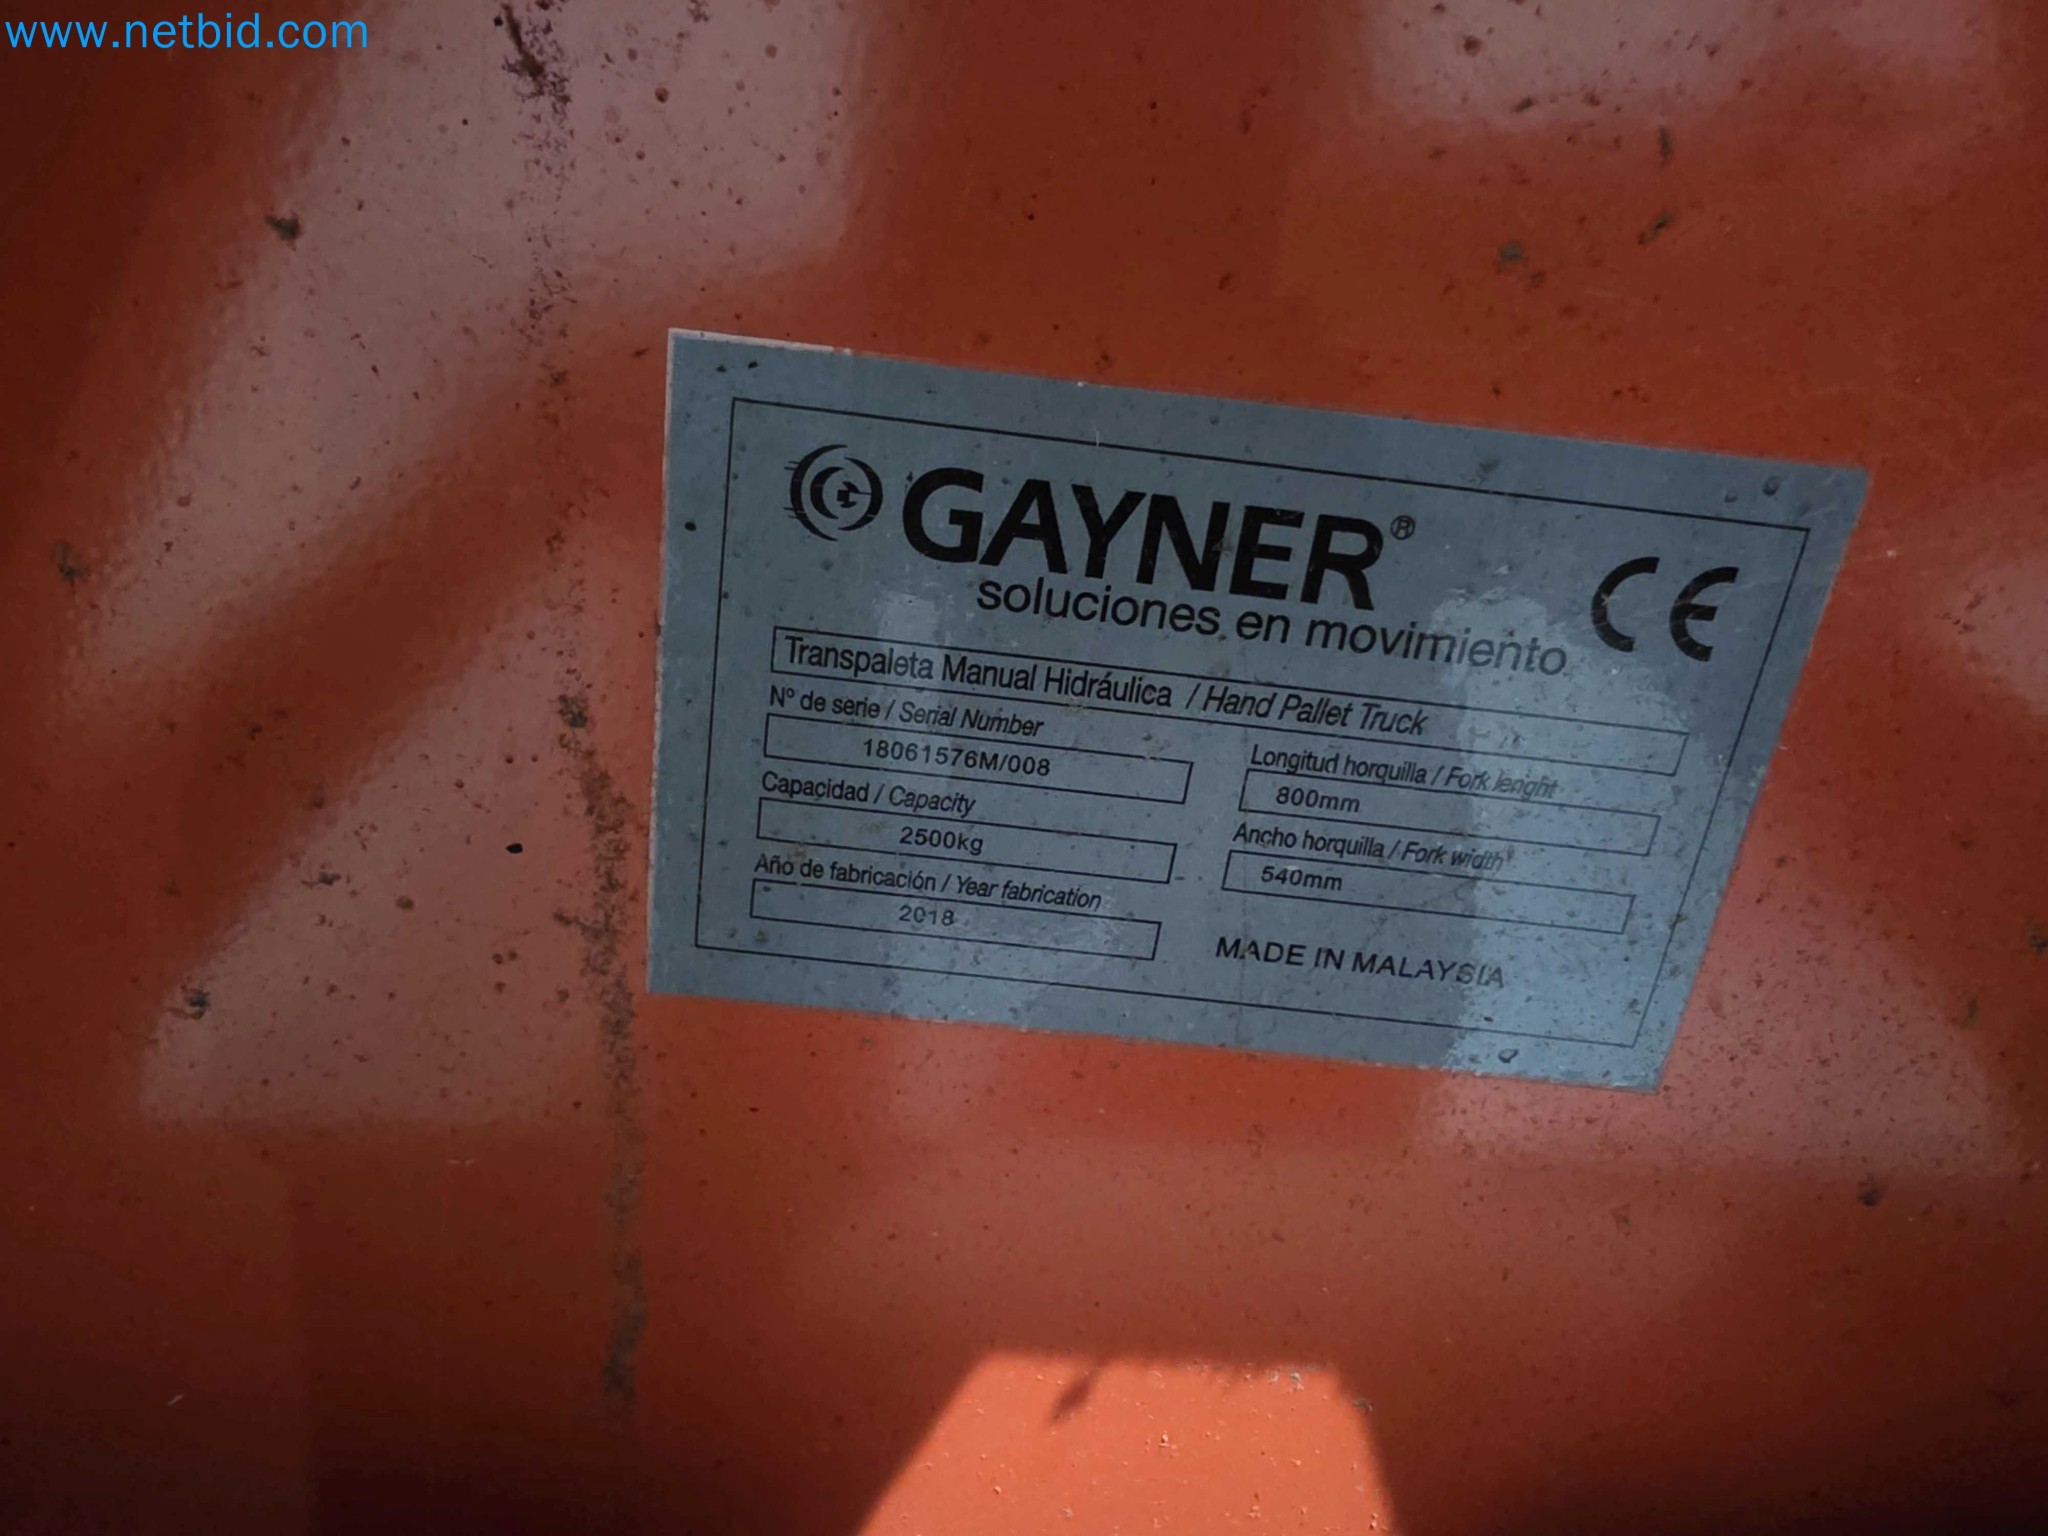 www.netbid.com
GAYNER®
soluciones en movimiento
CE
Transpaleta Manual Hidráulica / Hand Pallet Truck
Nº de serie / Serial Number
18061576M/008
Longitud horquilla / Fork lenght
800mm
Capacidad / Capacity
2500kg
Ancho horquilla / Fork width
540mm
Año de fabricación / Year fabrication
2018
MADE IN MALAYSIA